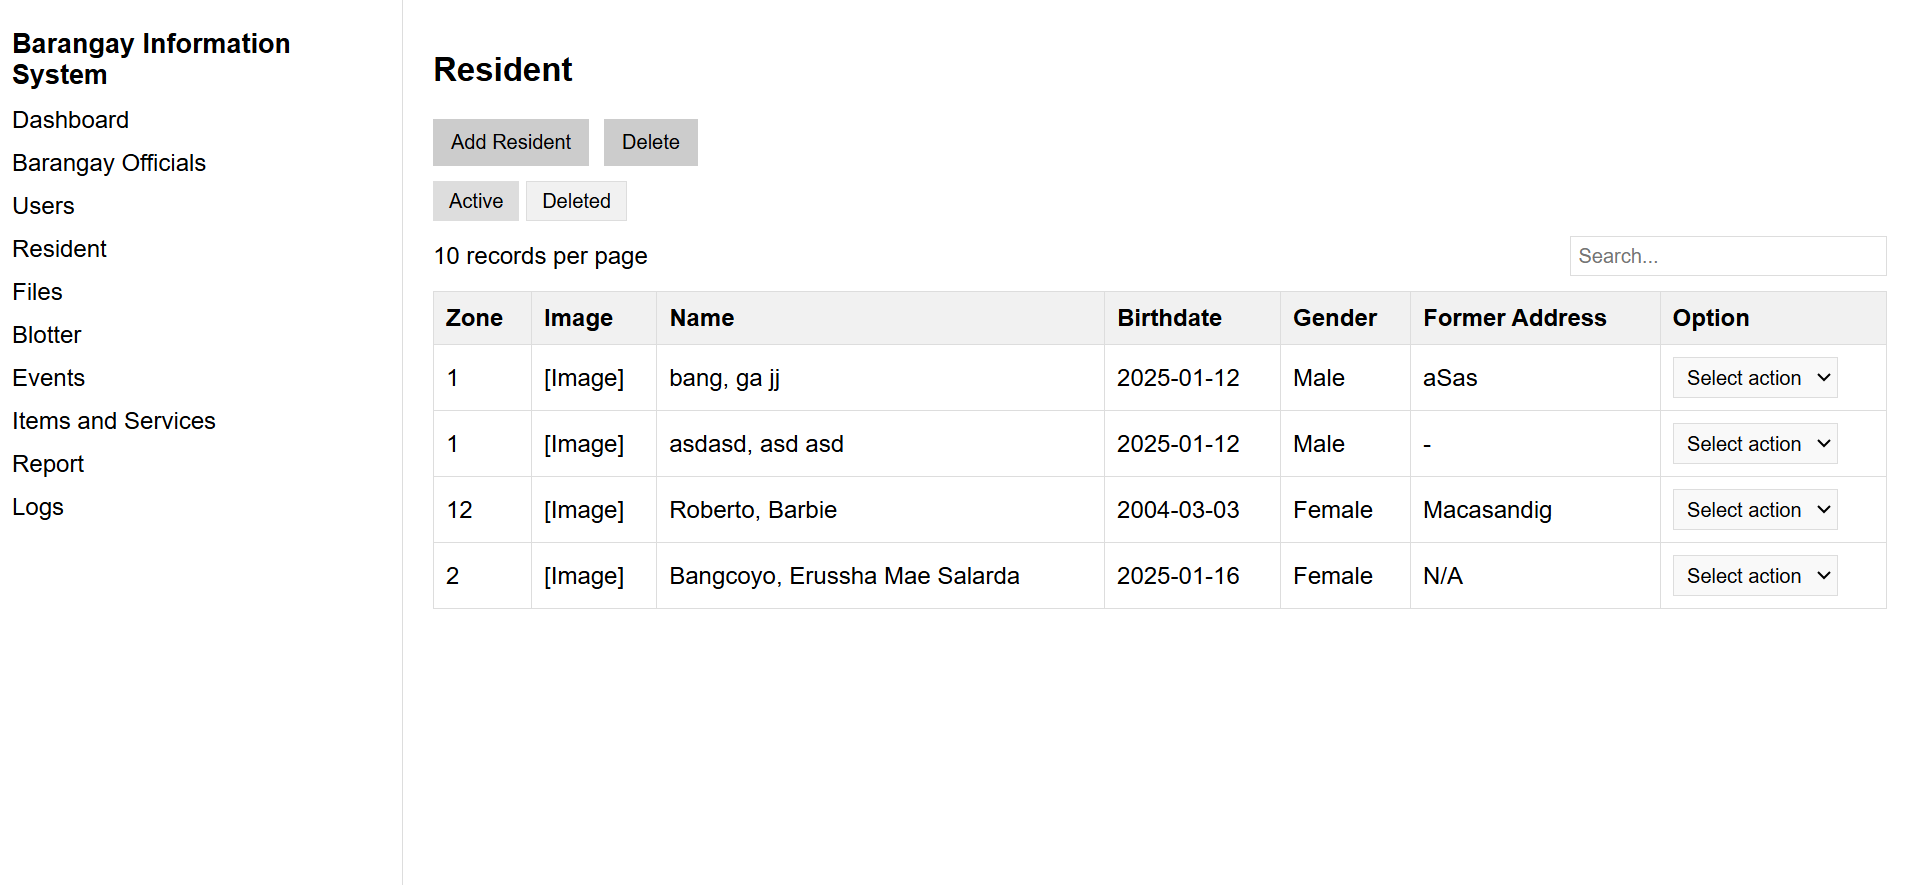 Barangay Information
System
Dashboard
Barangay Officials
Users
Resident
Files
Blotter
Events
Items and Services
Report
Logs
Resident
Add Resident Delete
Active Deleted
10 records per page Search...
Zone Image Name Birthdate Gender Former Address Option
1 [Image] bang, ga jj 2025-01-12 Male aSas Select action
1 [Image] asdasd, asd asd 2025-01-12 Male - Select action
12 [Image] Roberto, Barbie 2004-03-03 Female Macasandig Select action
2 [Image] Bangcoyo, Erussha Mae Salarda 2025-01-16 Female N/A Select action